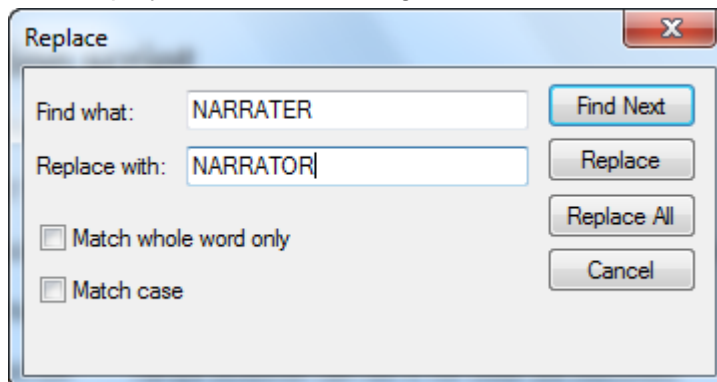 Replace
Find what: NARRATER Find Next
Replace with: NARRATOR Replace
Match whole word only Replace All
Match case Cancel